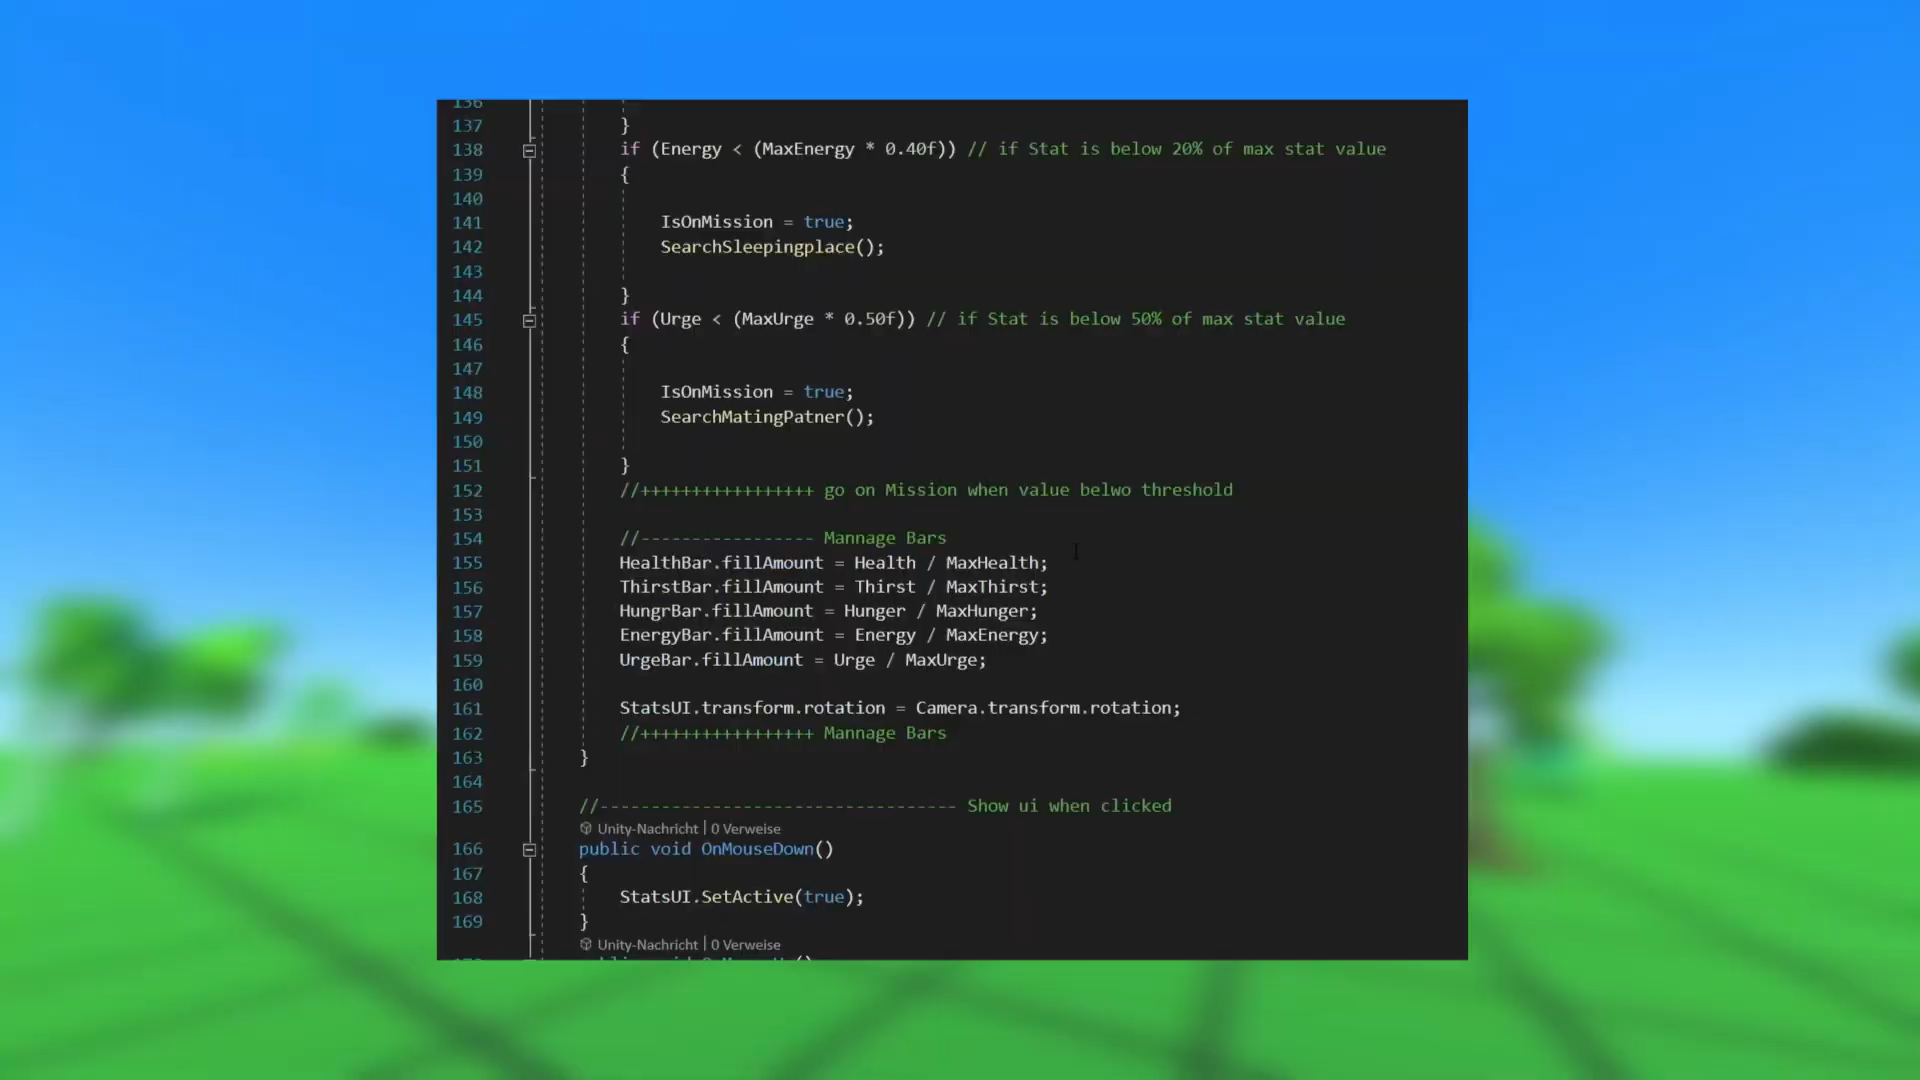 136
137 }
138 if (Energy < (MaxEnergy * 0.40f)) // if Stat is below 20% of max stat value
139 {
140
141 IsOnMission = true;
142 SearchSleepingplace();
143
144 }
145 if (Urge < (MaxUrge * 0.50f)) // if Stat is below 50% of max stat value
146 {
147
148 IsOnMission = true;
149 SearchMatingPatner();
150
151 }
152 //+++++++++++++++++ go on Mission when value belwo threshold
153
154 //----------------- Mannage Bars
155 HealthBar.fillAmount = Health / MaxHealth;
156 ThirstBar.fillAmount = Thirst / MaxThirst;
157 HungrBar.fillAmount = Hunger / MaxHunger;
158 EnergyBar.fillAmount = Energy / MaxEnergy;
159 UrgeBar.fillAmount = Urge / MaxUrge;
160
161 StatsUI.transform.rotation = Camera.transform.rotation;
162 //+++++++++++++++++ Mannage Bars
163 }
164
165 //----------------------------------- Show ui when clicked
Unity-Nachricht | 0 Verweise
166 public void OnMouseDown()
167 {
168 StatsUI.SetActive(true);
169 }
Unity-Nachricht | 0 Verweise